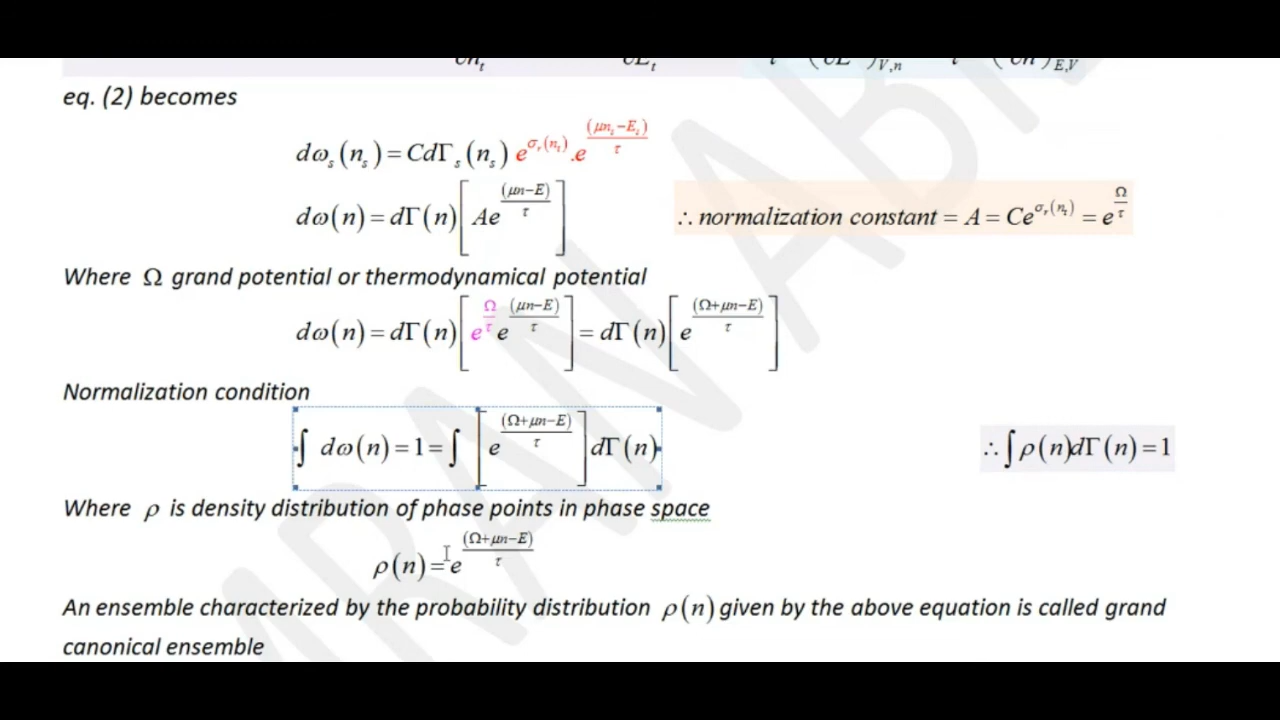 eq. (2) becomes
dω_s(n_s) = CdΓ_s(n_s) e^{σ_r(n_t)}.e^{(μn_s−E_s)/τ}
dω(n) = dΓ(n)[Ae^{(μn−E)/τ}] ∴ normalization constant = A = Ce^{σ_r(n_t)} = e^{Ω/τ}
Where Ω grand potential or thermodynamical potential
dω(n) = dΓ(n)[e^{Ω/τ} e^{(μn−E)/τ}] = dΓ(n)[e^{(Ω+μn−E)/τ}]
Normalization condition
∫ dω(n) = 1 = ∫ [e^{(Ω+μn−E)/τ}] dΓ(n) ∴ ∫ρ(n)dΓ(n) = 1
Where ρ is density distribution of phase points in phase space
ρ(n) = e^{(Ω+μn−E)/τ}
An ensemble characterized by the probability distribution ρ(n) given by the above equation is called grand
canonical ensemble